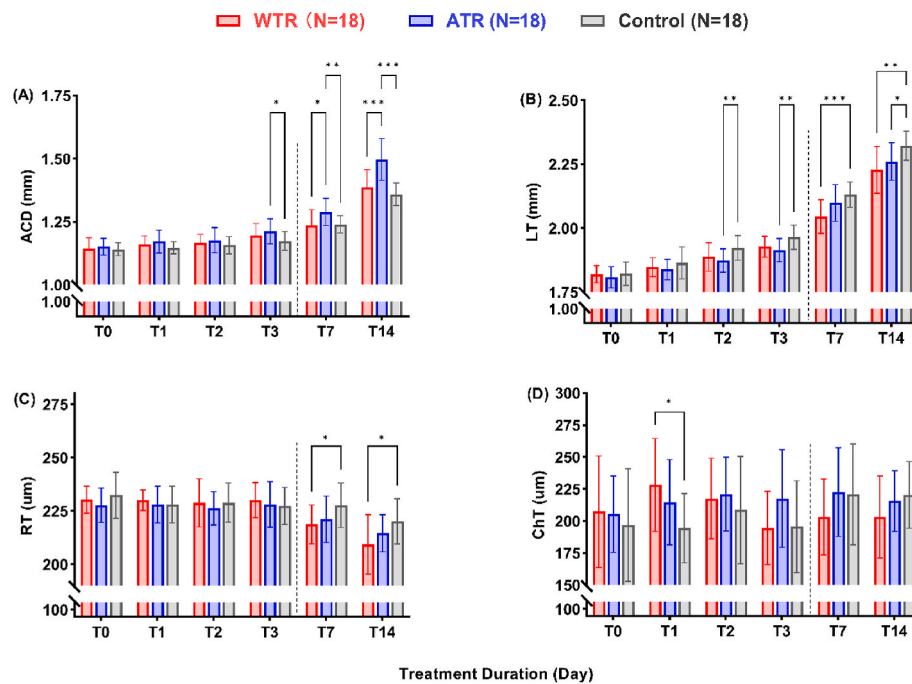 WTR (N=18) ATR (N=18) Control (N=18)
(A)
ACD (mm)
1.75
1.50
1.25
1.00
1.00
* * ** *** *** **
T0 T1 T2 T3 T7 T14
(B)
LT (mm)
2.50
2.25
2.00
1.75
1.00
** ** *** ** *
T0 T1 T2 T3 T7 T14
(C)
RT (um)
275
250
225
200
100
* *
T0 T1 T2 T3 T7 T14
(D)
ChT (um)
300
275
250
225
200
175
150
100
*
T0 T1 T2 T3 T7 T14
Treatment Duration (Day)